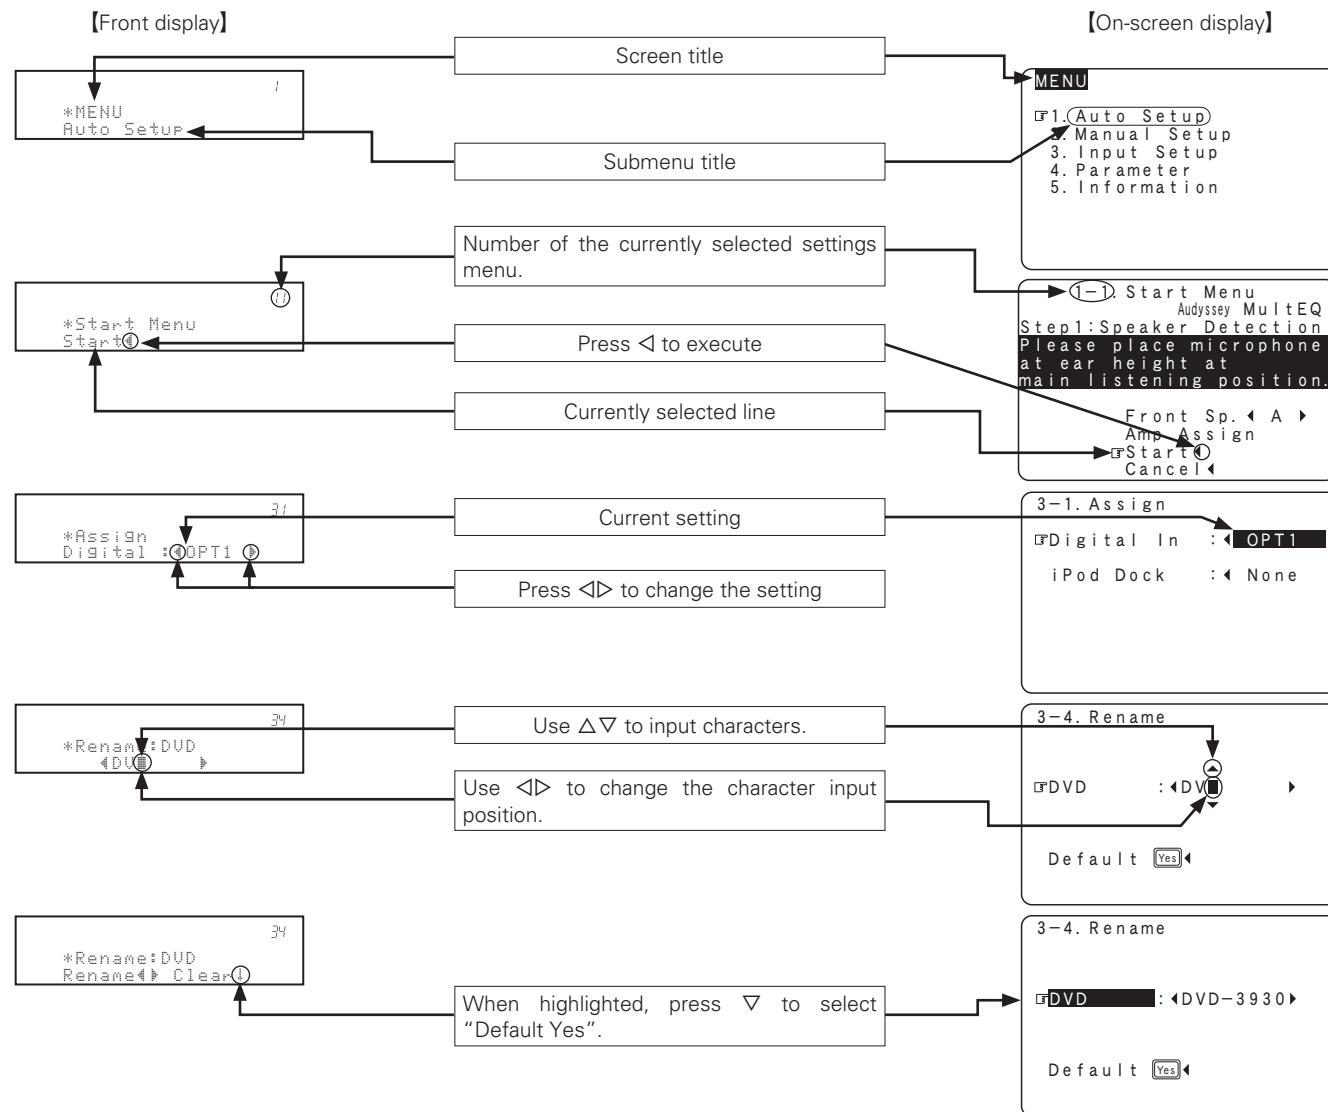 【Front display】
【On-screen display】
Screen title
1
*MENU
Auto Setup
MENU
☞1. Auto Setup
2. Manual Setup
3. Input Setup
4. Parameter
5. Information
Submenu title
Number of the currently selected settings
menu.
11
*Start Menu
Start◀
Press ◁ to execute
Currently selected line
1-1. Start Menu
Audyssey MultEQ
Step1:Speaker Detection
Please place microphone
at ear height at
main listening position.
Front Sp.◀ A ▶
Amp Assign
☞Start◀
Cancel◀
31
*Assign
Digital :◀OPT1 ▶
Current setting
Press ◁▷ to change the setting
3-1. Assign
☞Digital In :◀ OPT1
iPod Dock :◀ None
34
*Rename:DVD
◀DV ▶
Use △▽ to input characters.
Use ◁▷ to change the character input
position.
3-4. Rename
☞DVD :◀DV ▶
Default Yes◀
34
*Rename:DVD
Rename◀▶ Clear↓
When highlighted, press ▽ to select
“Default Yes”.
3-4. Rename
☞DVD :◀DVD-3930▶
Default Yes◀